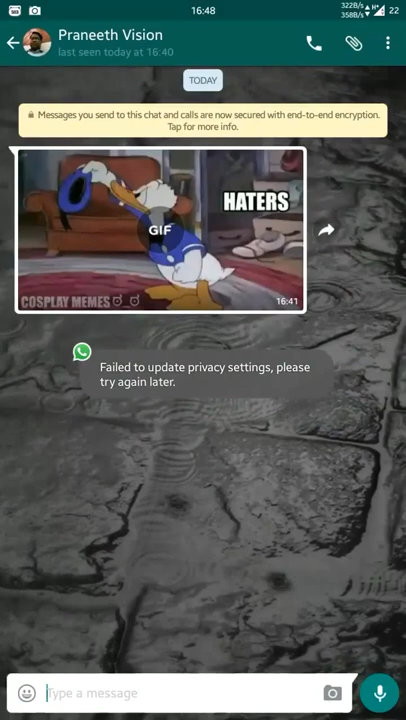 16:48
322B/s
358B/s
H+
22
Praneeth Vision
last seen today at 16:40
TODAY
Messages you send to this chat and calls are now secured with end-to-end encryption.
Tap for more info.
HATERS
GIF
COSPLAY MEMES ಠ_ಠ
16:41
Failed to update privacy settings, please
try again later.
Type a message